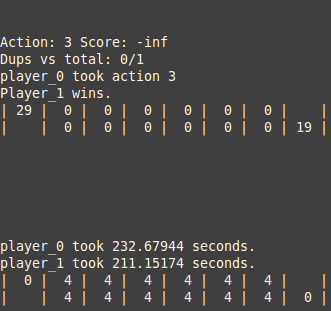 Action: 3 Score: -inf
Dups vs total: 0/1
player_0 took action 3
Player_1 wins.
| 29 |  0 |  0 |  0 |  0 |  0 |  0 |    |
|    |  0 |  0 |  0 |  0 |  0 |  0 | 19 |
player_0 took 232.67944 seconds.
player_1 took 211.15174 seconds.
|  0 |  4 |  4 |  4 |  4 |  4 |  4 |    |
|    |  4 |  4 |  4 |  4 |  4 |  4 |  0 |